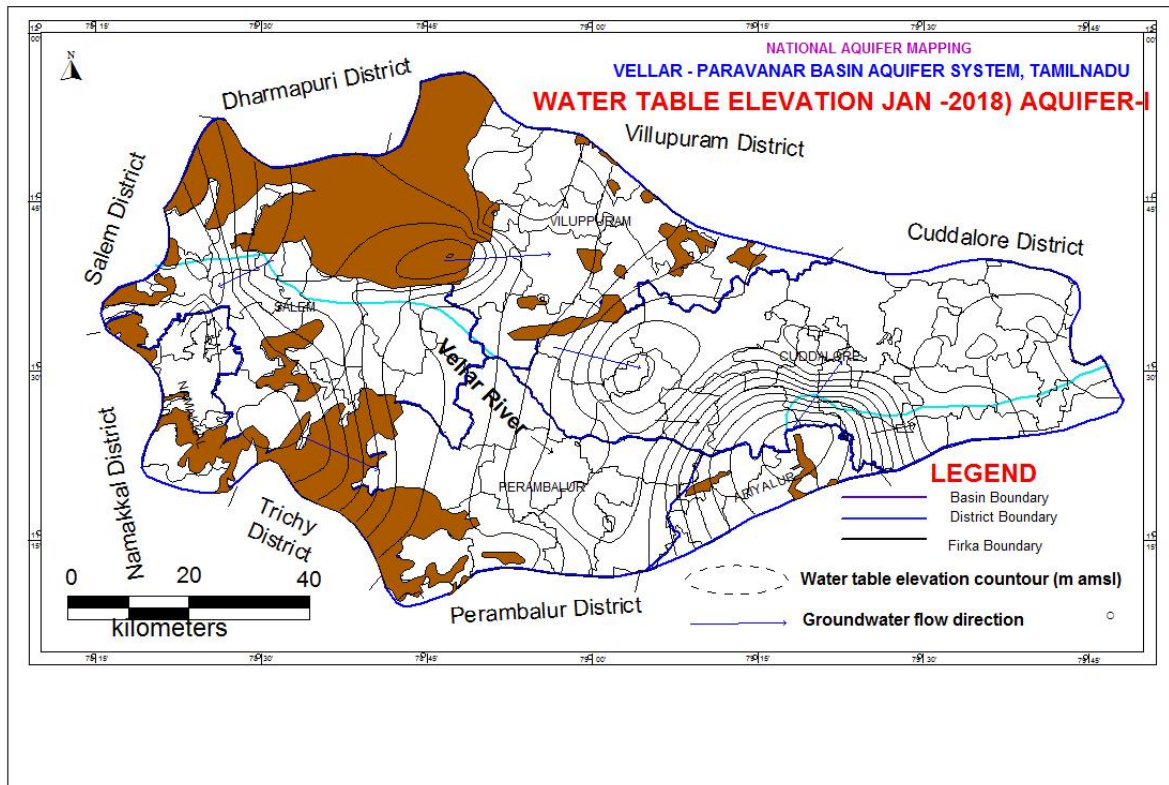 NATIONAL AQUIFER MAPPING
VELLAR - PARAVANAR BASIN AQUIFER SYSTEM, TAMILNADU
WATER TABLE ELEVATION JAN -2018) AQUIFER-I
N
Dharmapuri District
Villupuram District
Salem District
Cuddalore District
VILUPPURAM
SALEM
CUDDALORE
Vellar River
NAMAKKAL
PERAMBALUR
ARIYALUR
Namakkal District
Trichy
District
Perambalur District
LEGEND
Basin Boundary
District Boundary
Firka Boundary
Water table elevation countour (m amsl)
Groundwater flow direction
0 20 40
kilometers